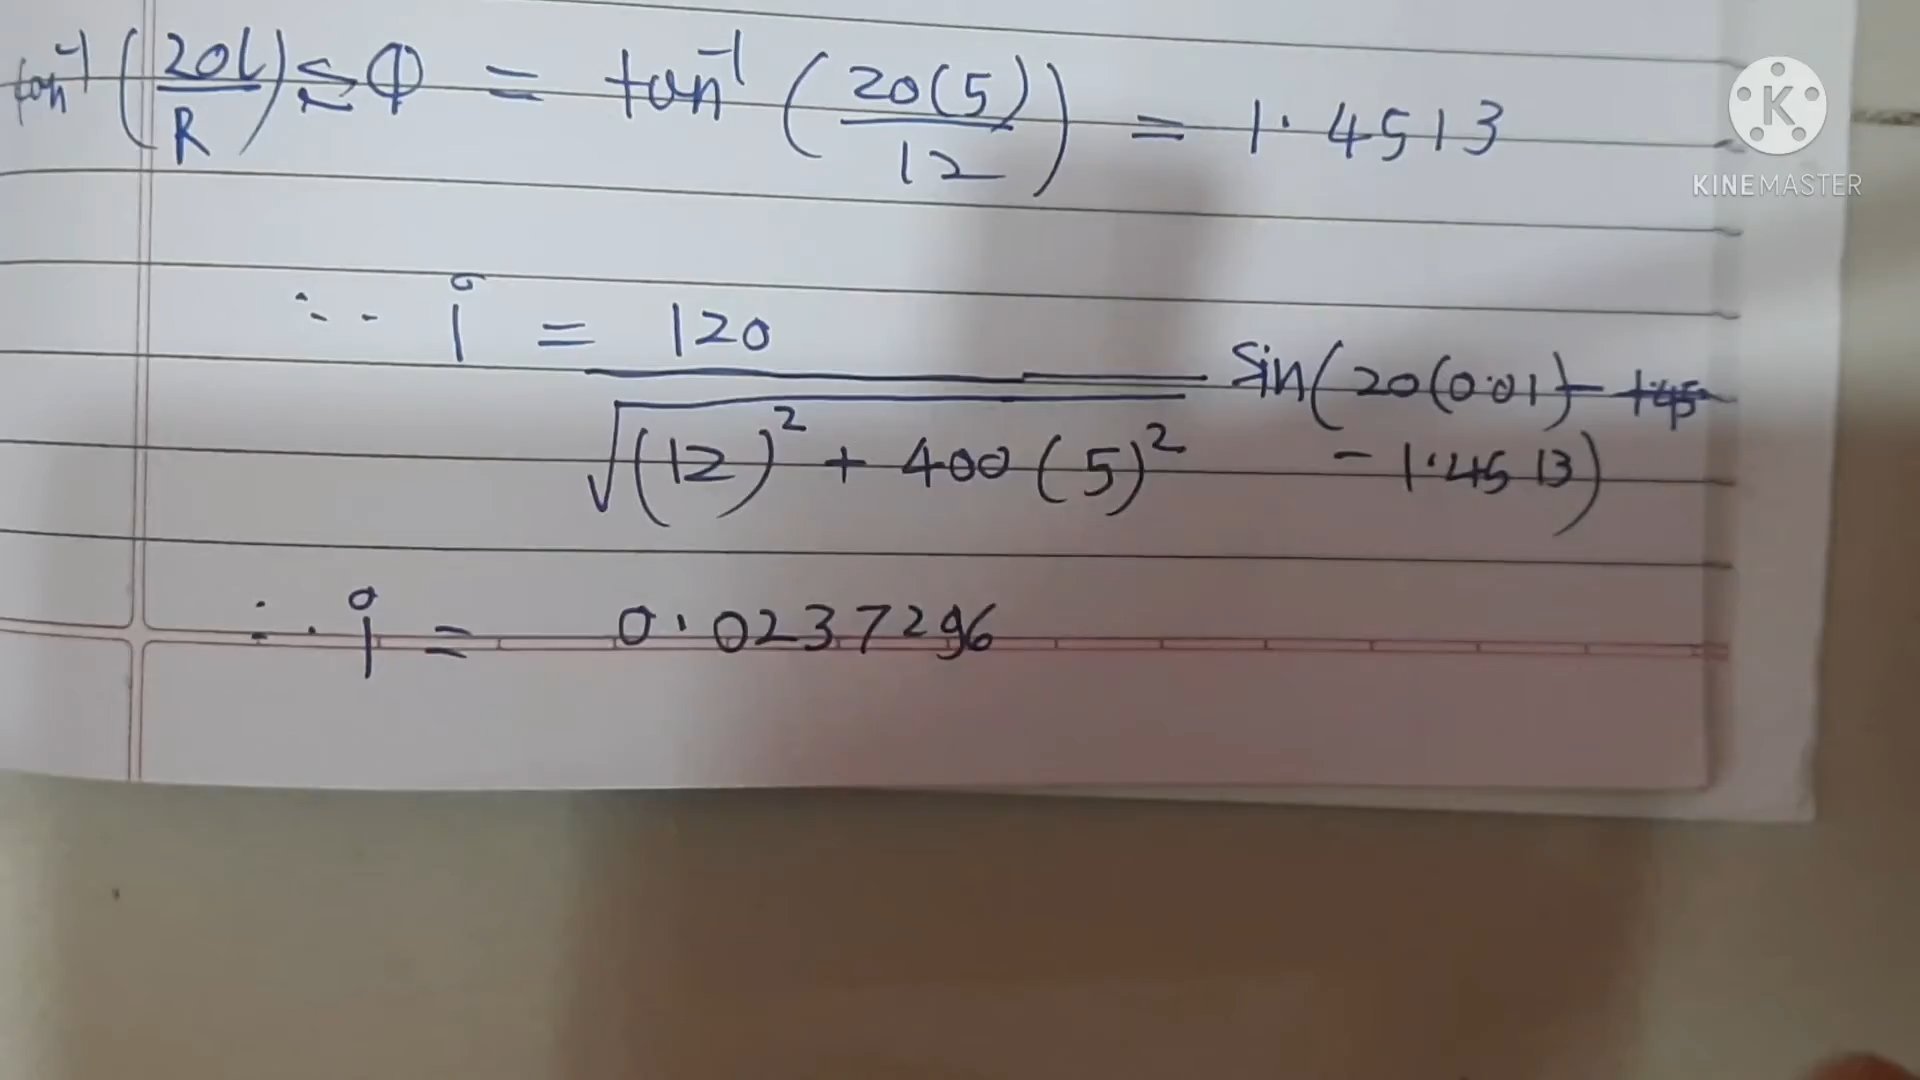 tan⁻¹(20L/R) = Φ = tan⁻¹(20(5)/12) = 1.4513
KINEMASTER
∴ i = 120/√((12)² + 400(5)²) sin(20(0.01) - 1.4513)
∴ i = 0.0237296